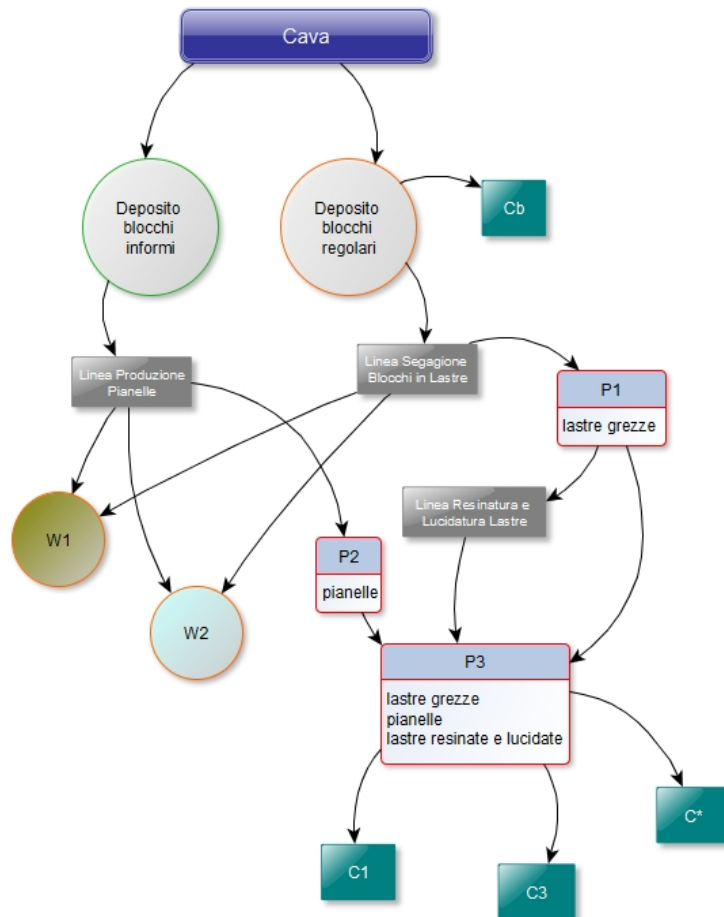 Cava
Deposito
blocchi
informi
Deposito
blocchi
regolari
Cb
Linea Produzione
Pianelle
Linea Segagione
Blocchi in Lastre
P1
lastre grezze
Linea Resinatura e
Lucidatura Lastre
W1
P2
pianelle
W2
P3
lastre grezze
pianelle
lastre resinate e lucidate
C*
C1
C3